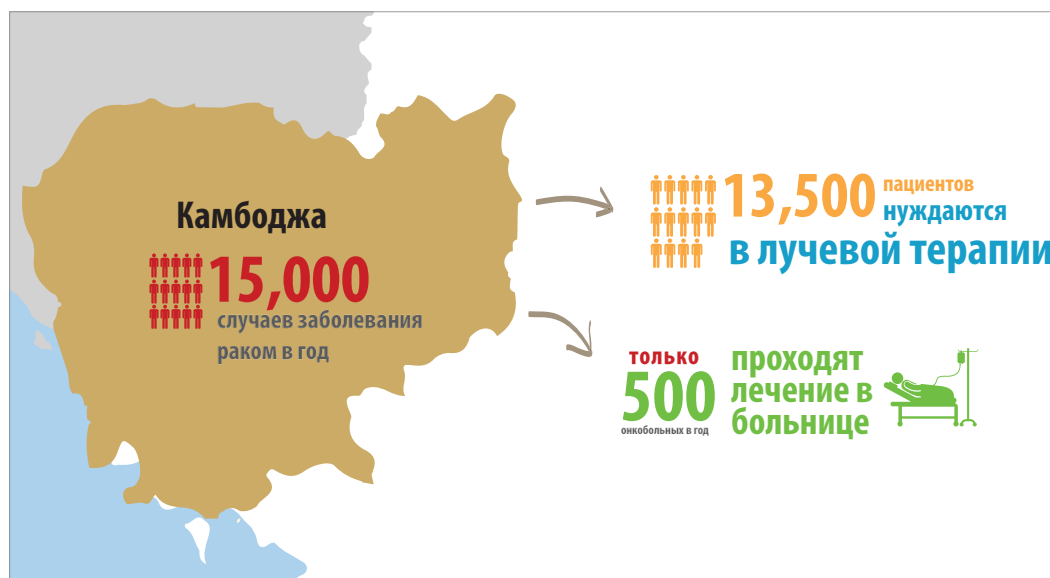 Камбоджа
15,000
случаев заболевания
раком в год
13,500 пациентов
нуждаются
в лучевой терапии
только
500
онкобольных в год
проходят
лечение в
больнице